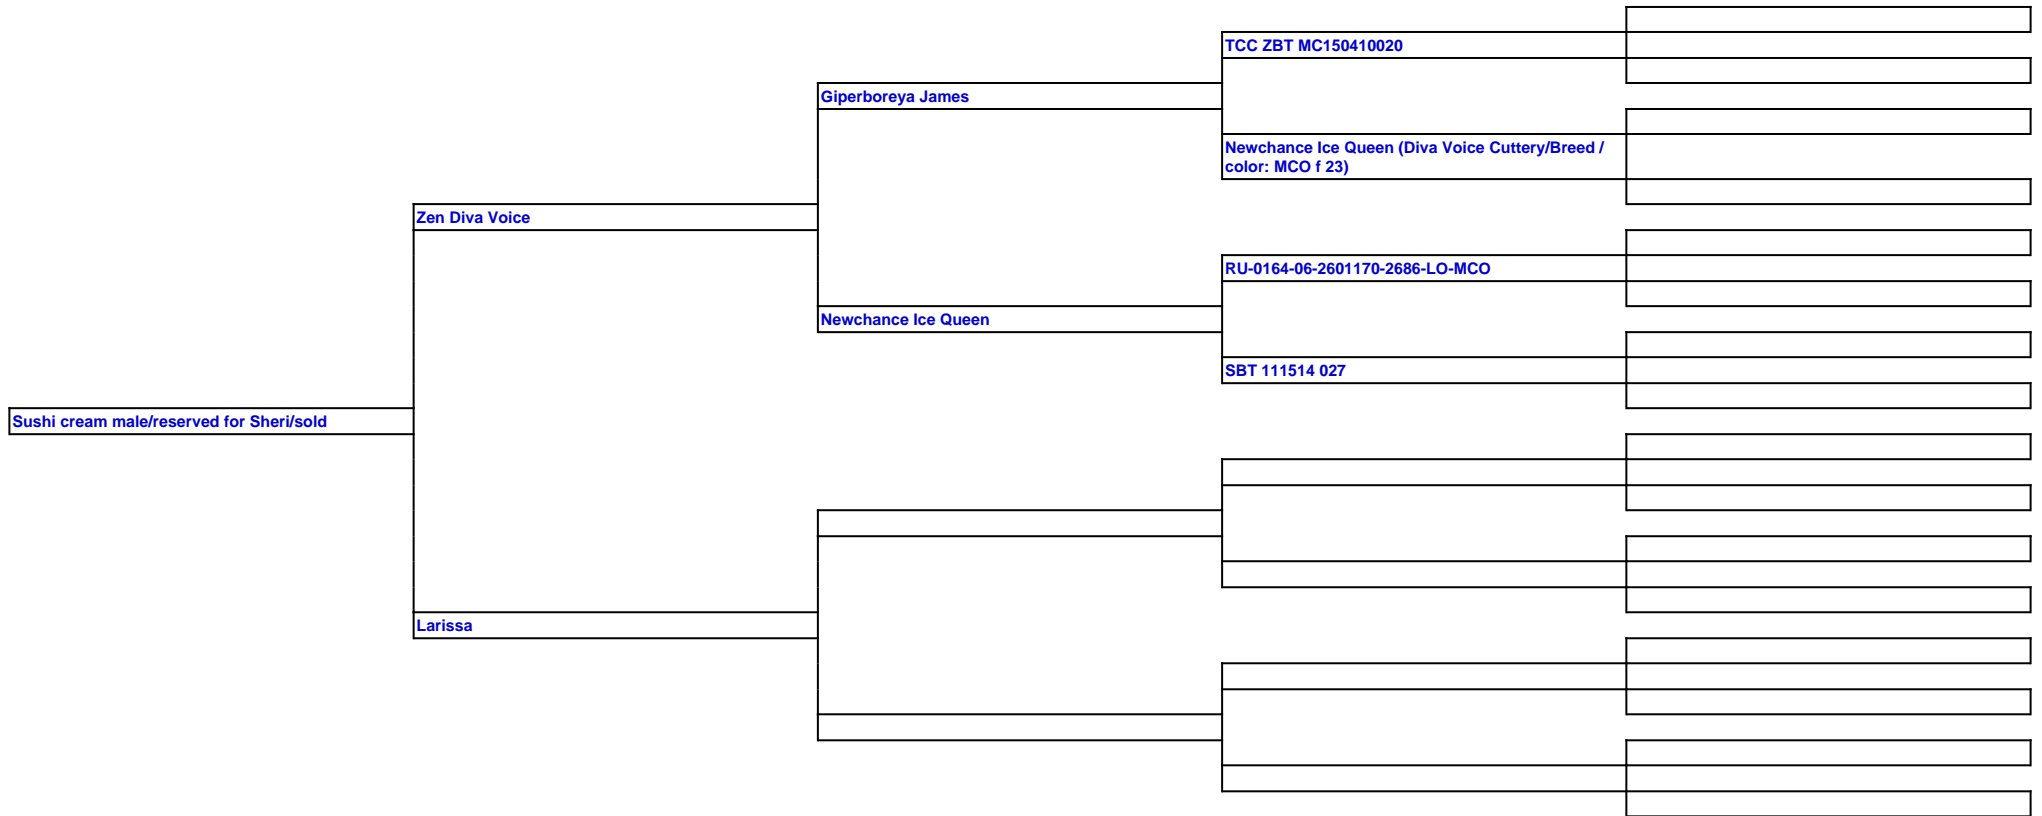 TCC ZBT MC150410020
Giperboreya James
Newchance Ice Queen (Diva Voice Cuttery/Breed /
color: MCO f 23)
Zen Diva Voice
RU-0164-06-2601170-2686-LO-MCO
Newchance Ice Queen
SBT 111514 027
Sushi cream male/reserved for Sheri/sold
Larissa